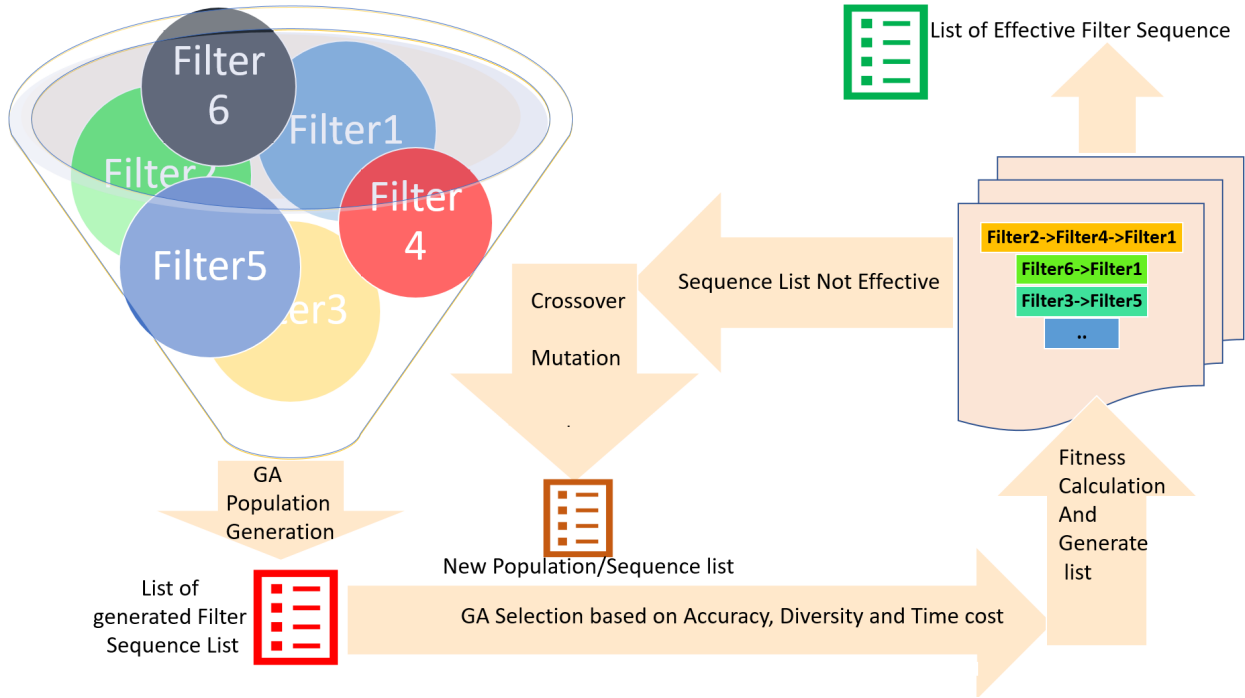 Filter
6
Filter1
Filter
4
Filter5
List of Effective Filter Sequence
Filter2->Filter4->Filter1
Filter6->Filter1
Filter3->Filter5
..
Sequence List Not Effective
Crossover
Mutation
.
GA
Population
Generation
Fitness
Calculation
And
Generate
list
New Population/Sequence list
List of
generated Filter
Sequence List
GA Selection based on Accuracy, Diversity and Time cost